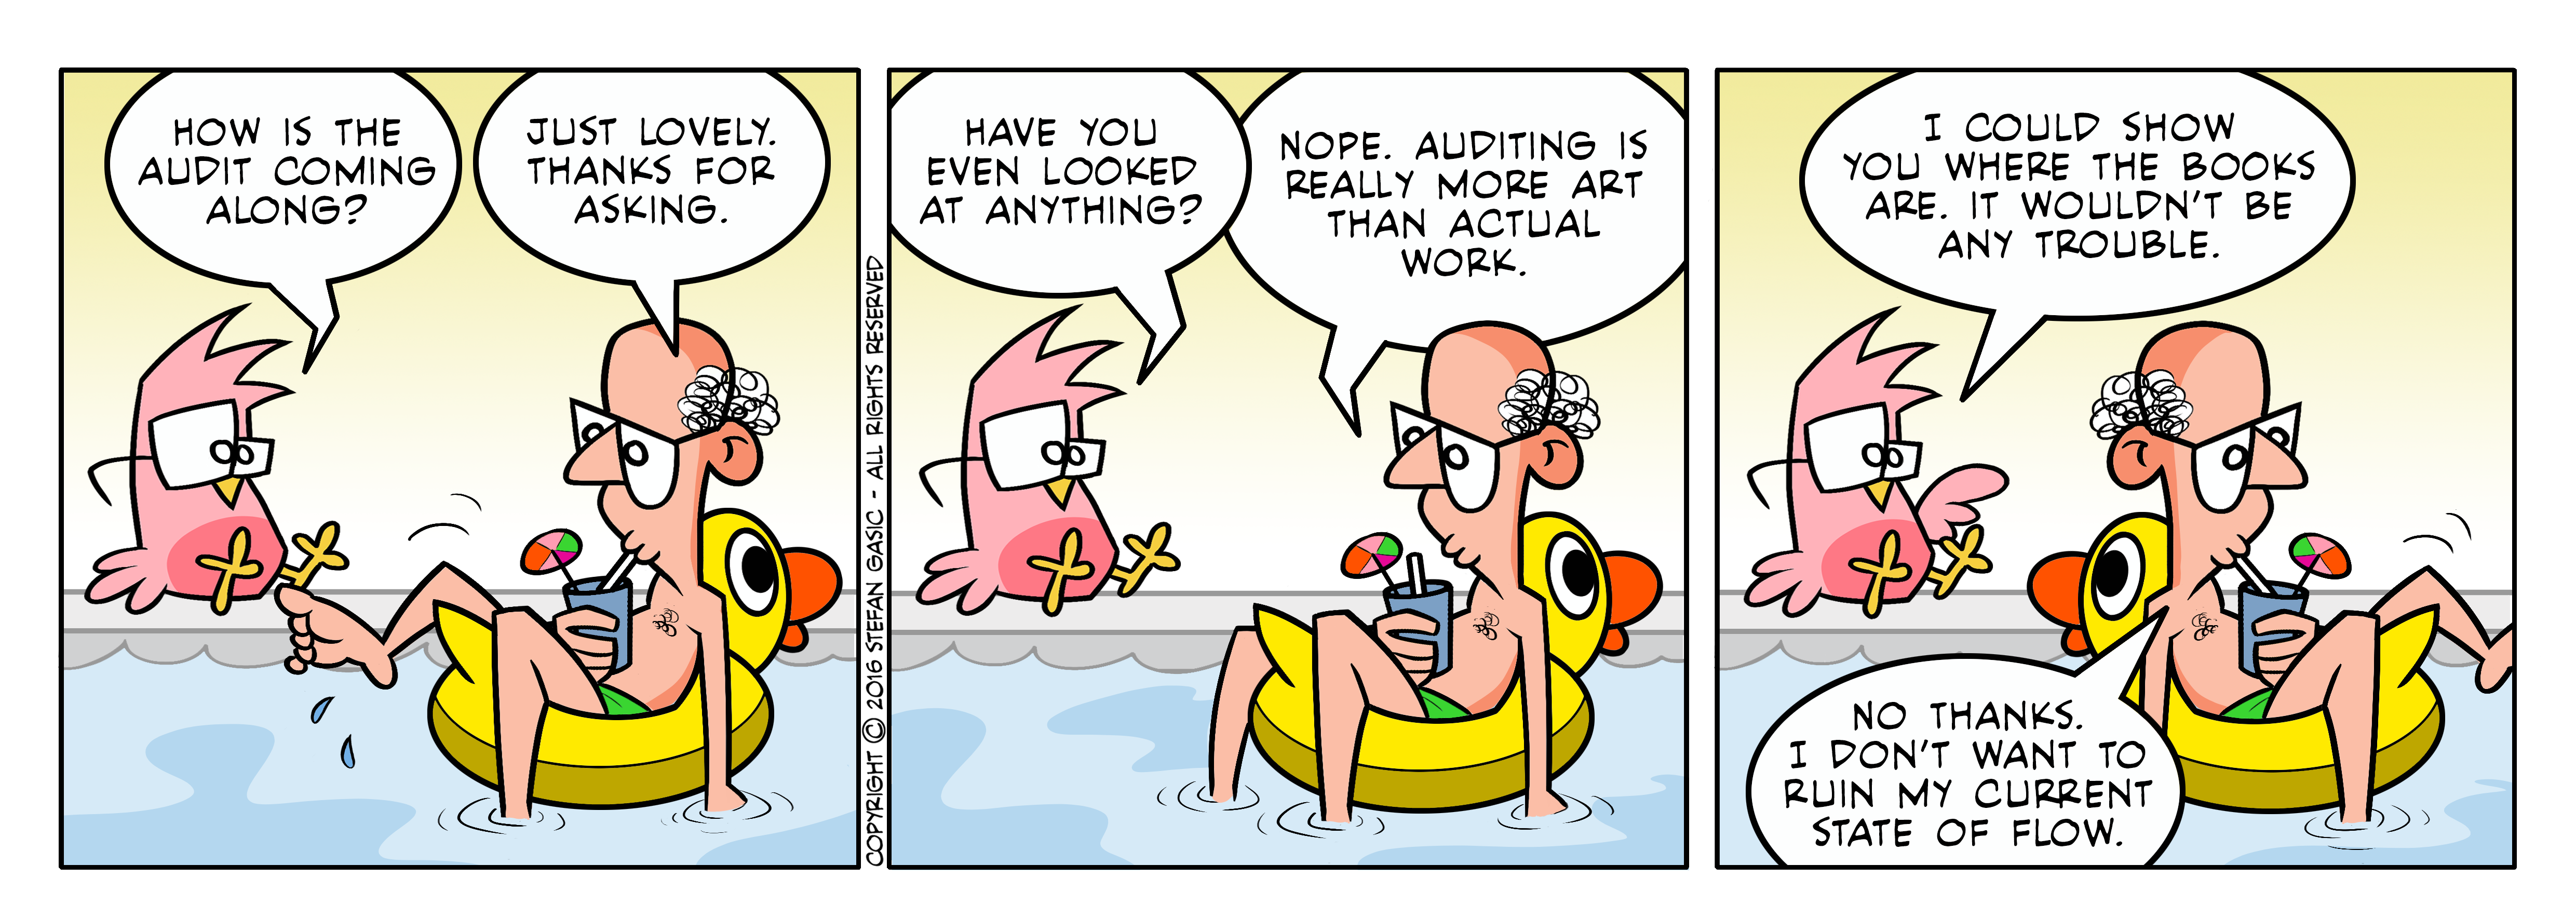 HOW IS THE
AUDIT COMING
ALONG?
JUST LOVELY.
THANKS FOR
ASKING.
COPYRIGHT © 2016 STEFAN GASIC - ALL RIGHTS RESERVED
HAVE YOU
EVEN LOOKED
AT ANYTHING?
NOPE. AUDITING IS
REALLY MORE ART
THAN ACTUAL
WORK.
I COULD SHOW
YOU WHERE THE BOOKS
ARE. IT WOULDN'T BE
ANY TROUBLE.
NO THANKS.
I DON'T WANT TO
RUIN MY CURRENT
STATE OF FLOW.